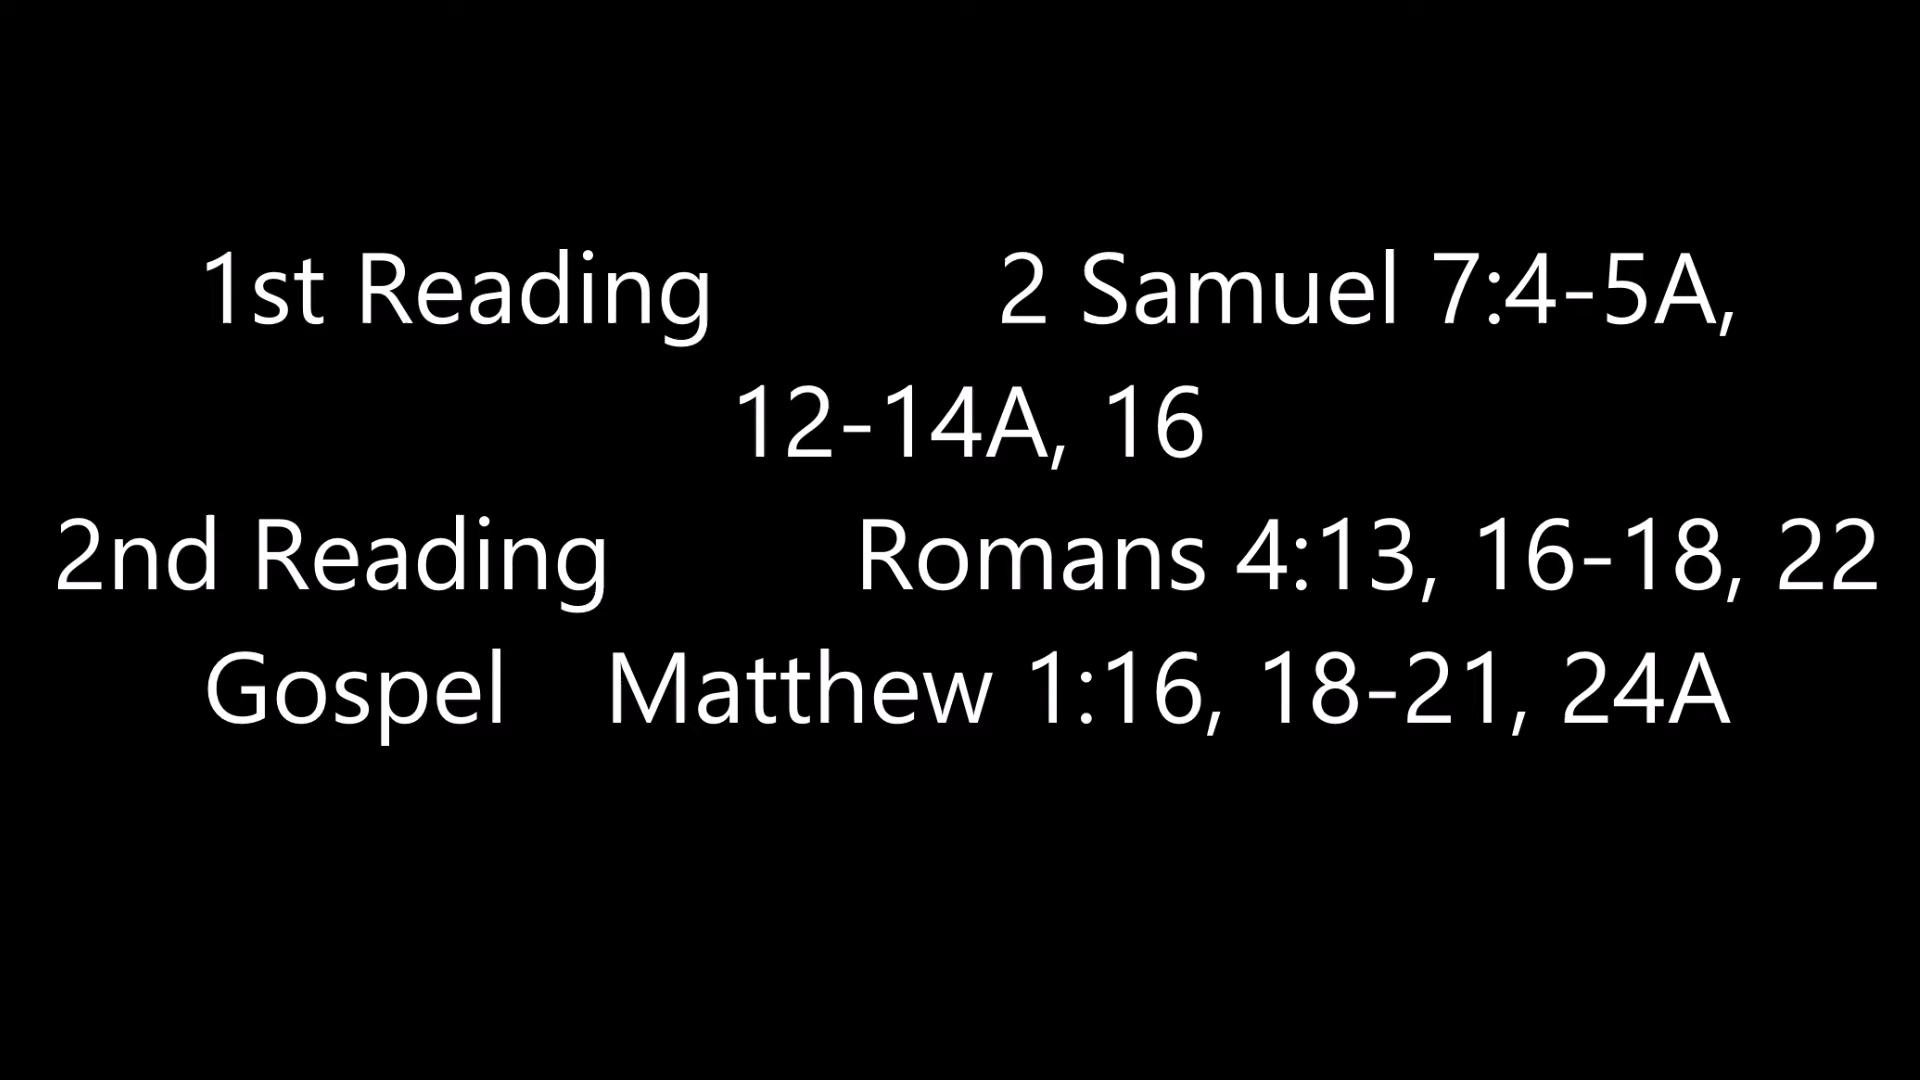 1st Reading 2 Samuel 7:4-5A,
12-14A, 16
2nd Reading Romans 4:13, 16-18, 22
Gospel Matthew 1:16, 18-21, 24A